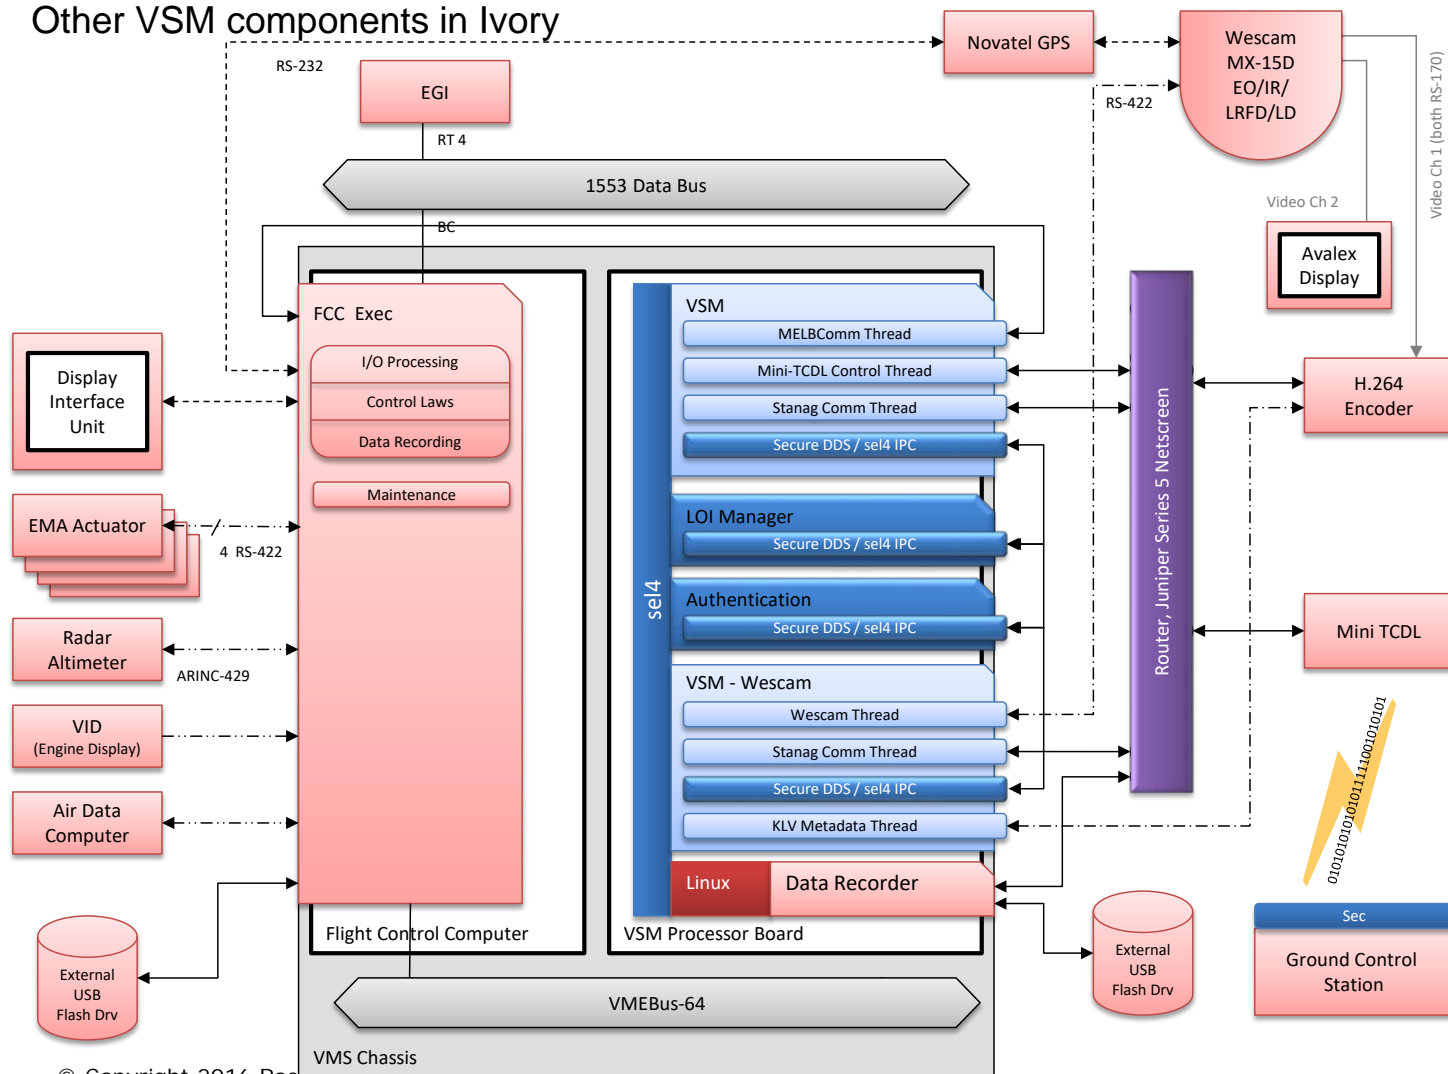 Other VSM components in Ivory
RS-232
EGI
RT 4
1553 Data Bus
BC
Novatel GPS
RS-422
Wescam
MX-15D
EO/IR/
LRFD/LD
Video Ch 1 (both RS-170)
Video Ch 2
Avalex
Display
H.264
Encoder
Mini TCDL
Router, Juniper Series 5 Netscreen
Display
Interface
Unit
EMA Actuator
4 RS-422
Radar
Altimeter
ARINC-429
VID
(Engine Display)
Air Data
Computer
External
USB
Flash Drv
FCC Exec
I/O Processing
Control Laws
Data Recording
Maintenance
Flight Control Computer
sel4
VSM
MELBComm Thread
Mini-TCDL Control Thread
Stanag Comm Thread
Secure DDS / sel4 IPC
LOI Manager
Secure DDS / sel4 IPC
Authentication
Secure DDS / sel4 IPC
VSM - Wescam
Wescam Thread
Stanag Comm Thread
Secure DDS / sel4 IPC
KLV Metadata Thread
Linux
Data Recorder
VSM Processor Board
VMEBus-64
VMS Chassis
External
USB
Flash Drv
Sec
Ground Control
Station
© Copyright 2014